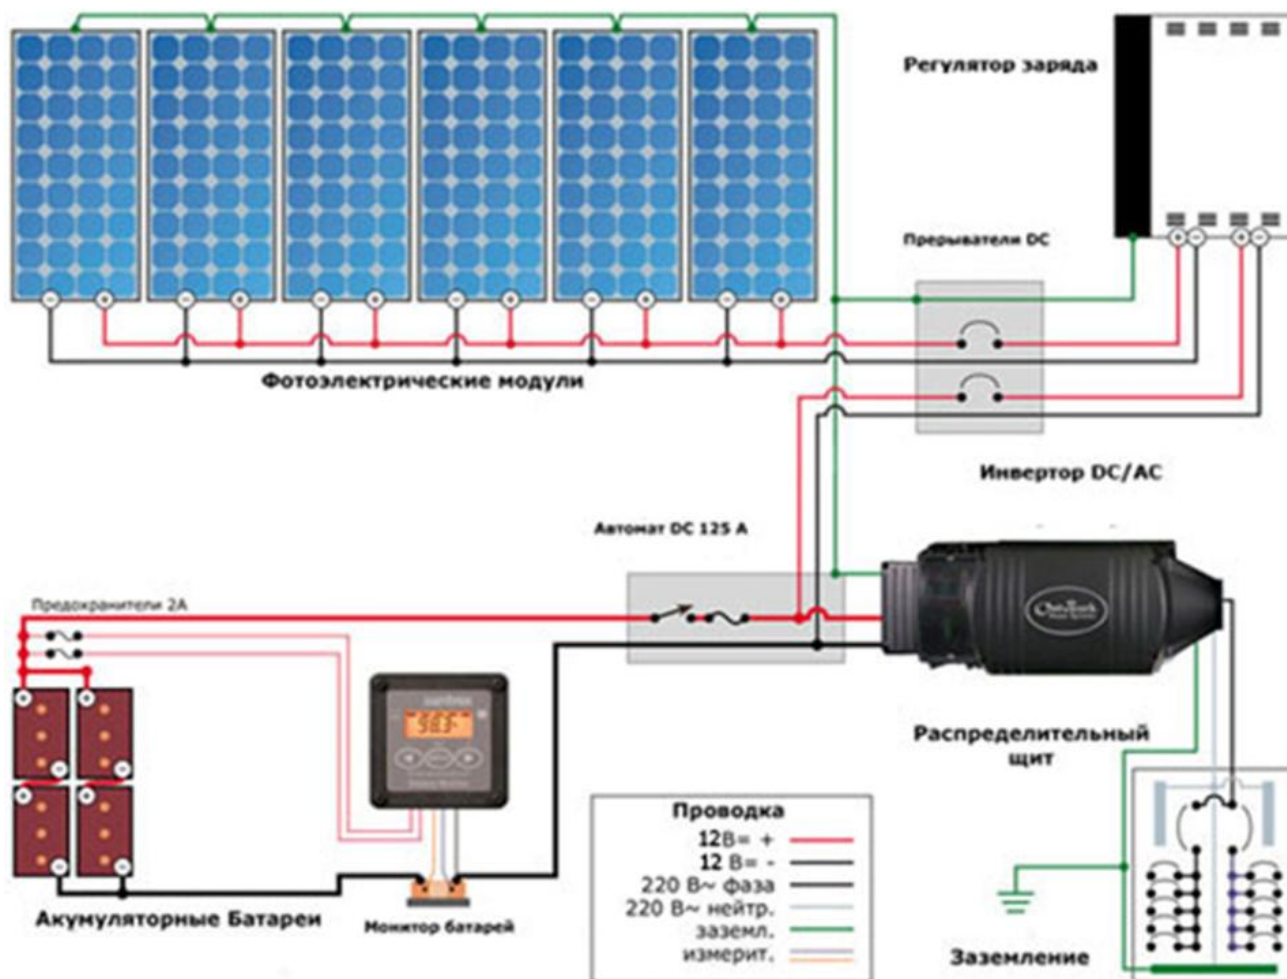 Регулятор заряда
Прерыватели DC
Фотоэлектрические модули
Инвертор DC/AC
Автомат DC 125 А
Предохранители 2А
Распределительный
щит
Проводка
12В= +
12 В= -
220 В~ фаза
220 В~ нейтр.
заземл.
измерит.
Акумуляторные Батареи
Монитор батарей
Заземление